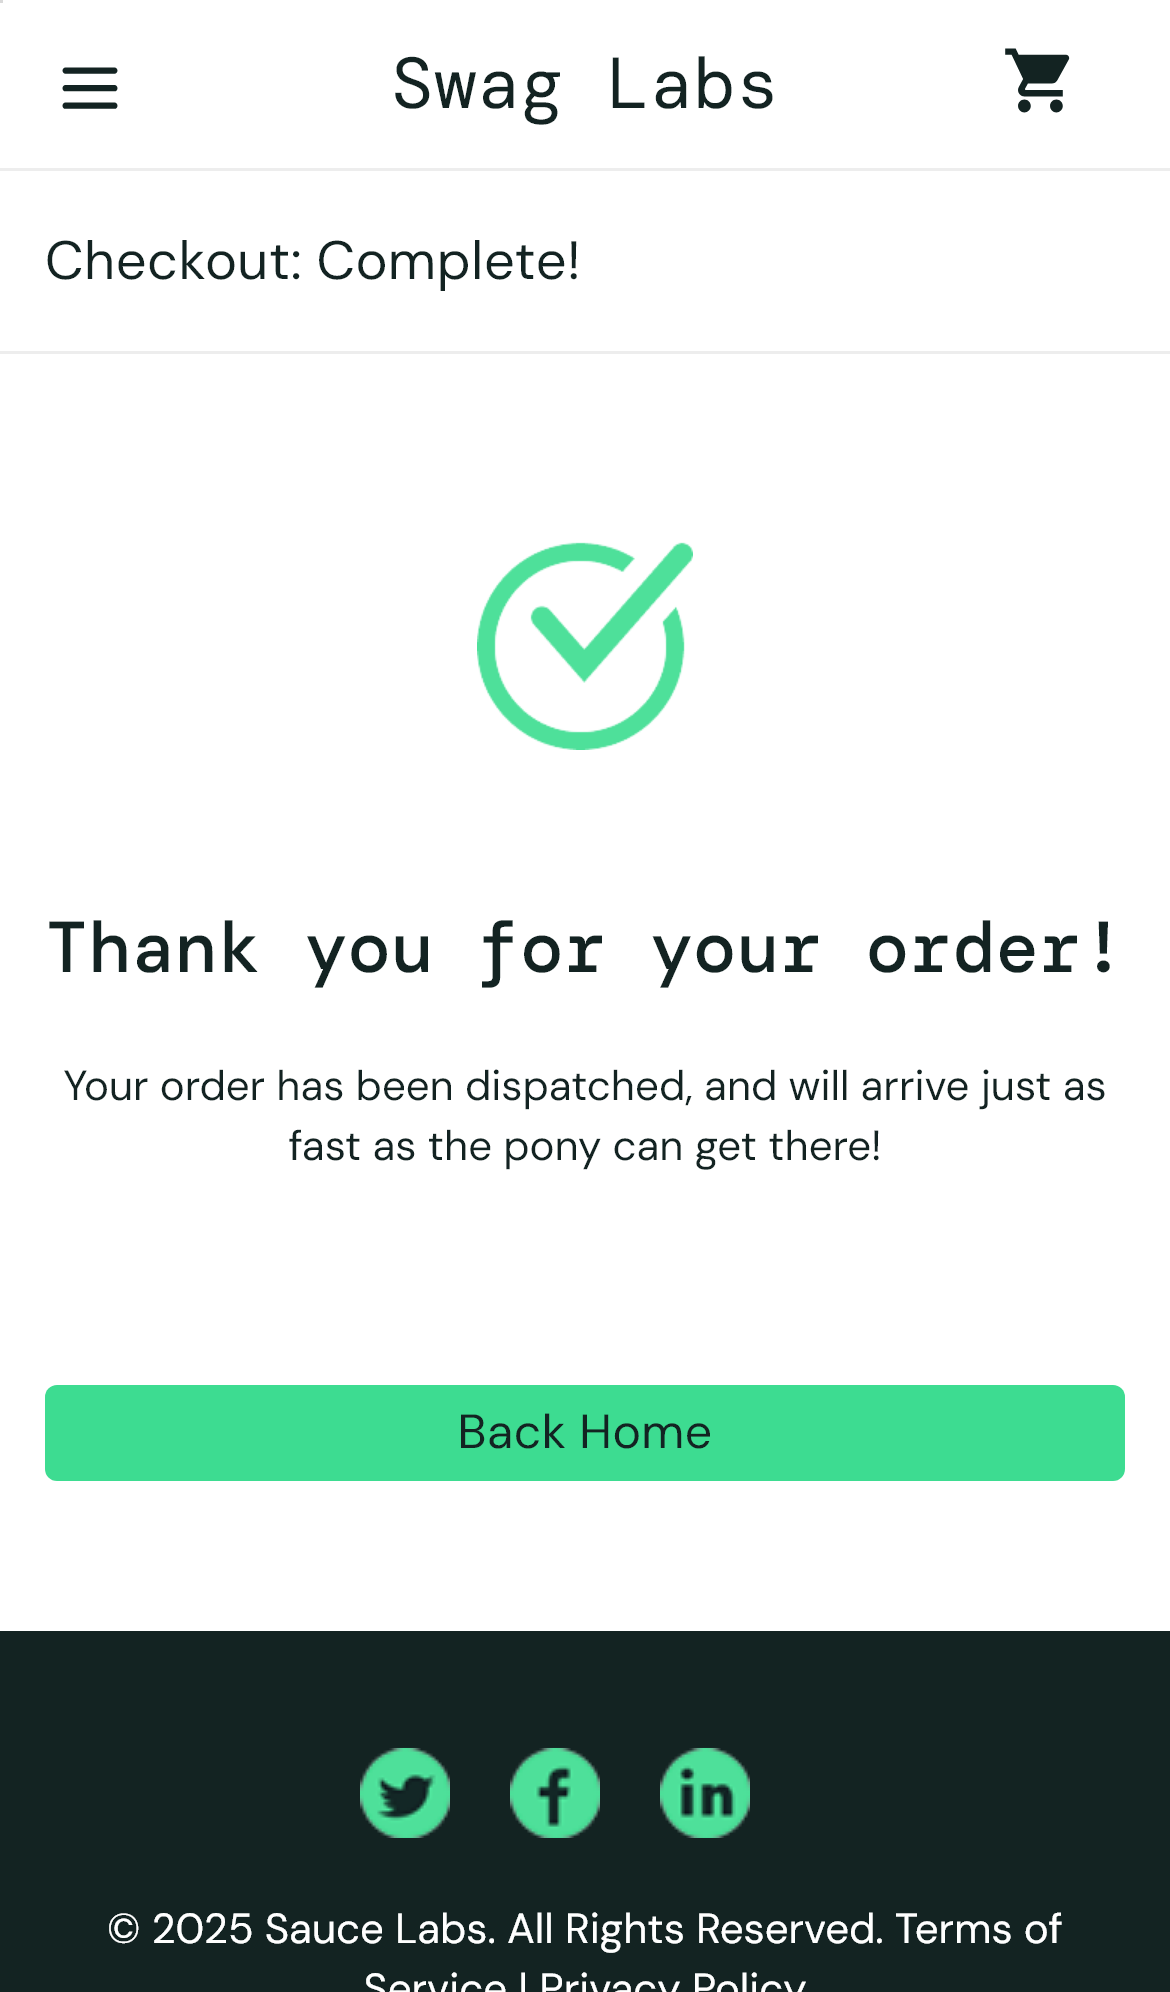 Swag Labs
Checkout: Complete!
Thank you for your order!
Your order has been dispatched, and will arrive just as
fast as the pony can get there!
Back Home
© 2025 Sauce Labs. All Rights Reserved. Terms of
Service | Privacy Policy